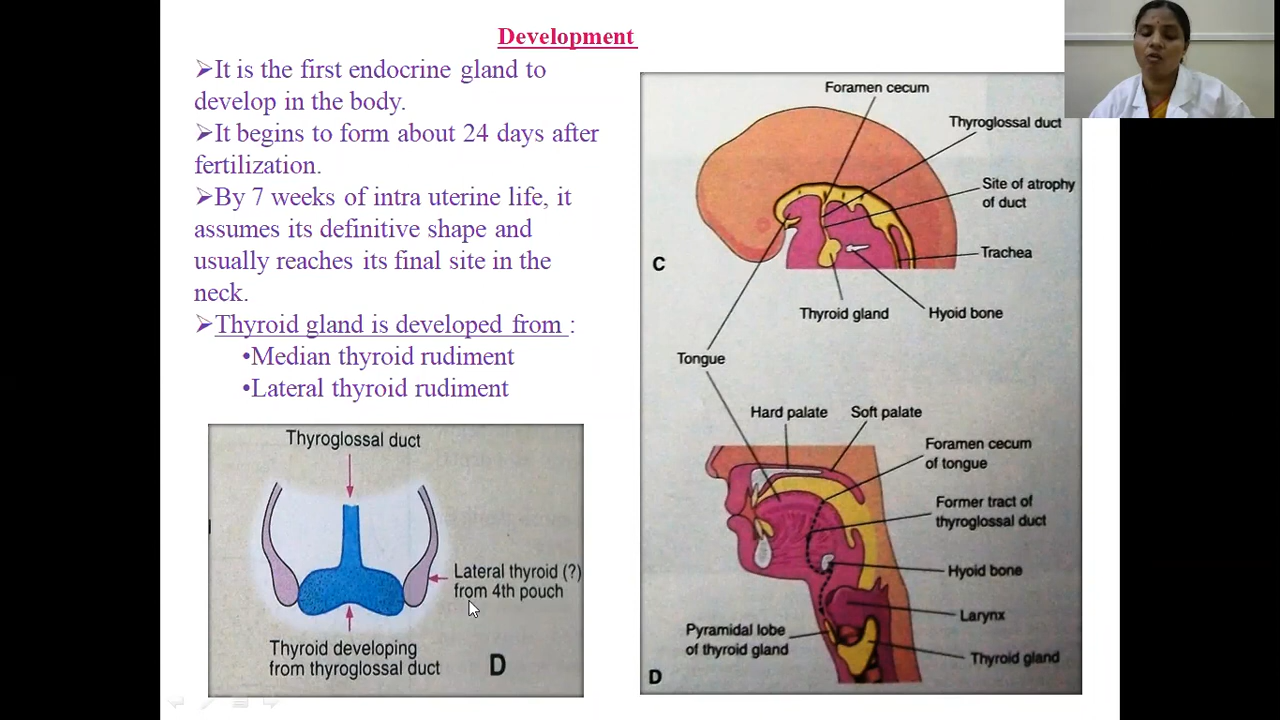 Development
➢It is the first endocrine gland to
develop in the body.
➢It begins to form about 24 days after
fertilization.
➢By 7 weeks of intra uterine life, it
assumes its definitive shape and
usually reaches its final site in the
neck.
➢Thyroid gland is developed from :
•Median thyroid rudiment
•Lateral thyroid rudiment
Thyroglossal duct
Lateral thyroid (?)
from 4th pouch
Thyroid developing
from thyroglossal duct
D
Foramen cecum
Thyroglossal duct
Site of atrophy
of duct
Trachea
C
Thyroid gland
Hyoid bone
Tongue
Hard palate
Soft palate
Foramen cecum
of tongue
Former tract of
thyroglossal duct
Hyoid bone
Larynx
Pyramidal lobe
of thyroid gland
Thyroid gland
D